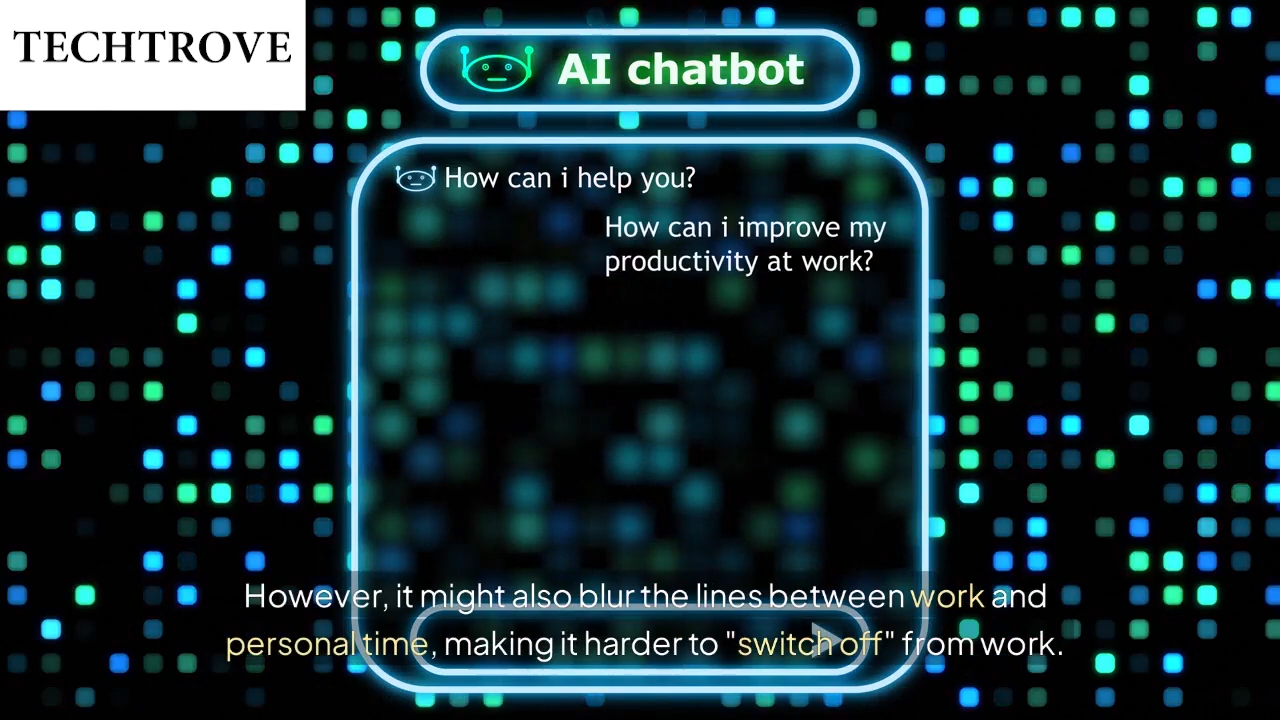 TECHTROVE
AI chatbot
How can i help you?
How can i improve my
productivity at work?
However, it might also blur the lines between work and
personal time, making it harder to "switch off" from work.